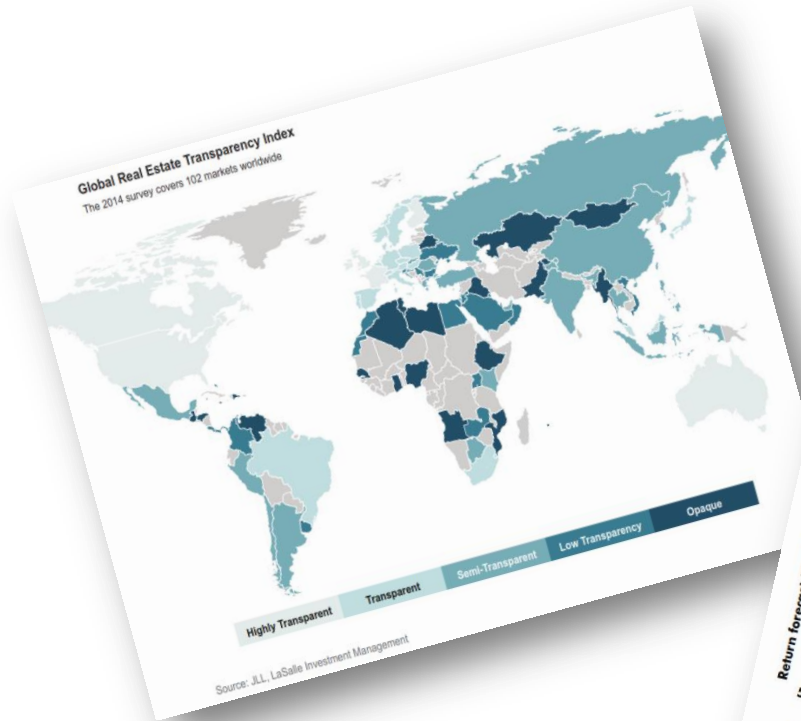 Global Real Estate Transparency Index
The 2014 survey covers 102 markets worldwide
Highly Transparent
Transparent
Semi-Transparent
Low Transparency
Opaque
Source: JLL, LaSalle Investment Management
Return